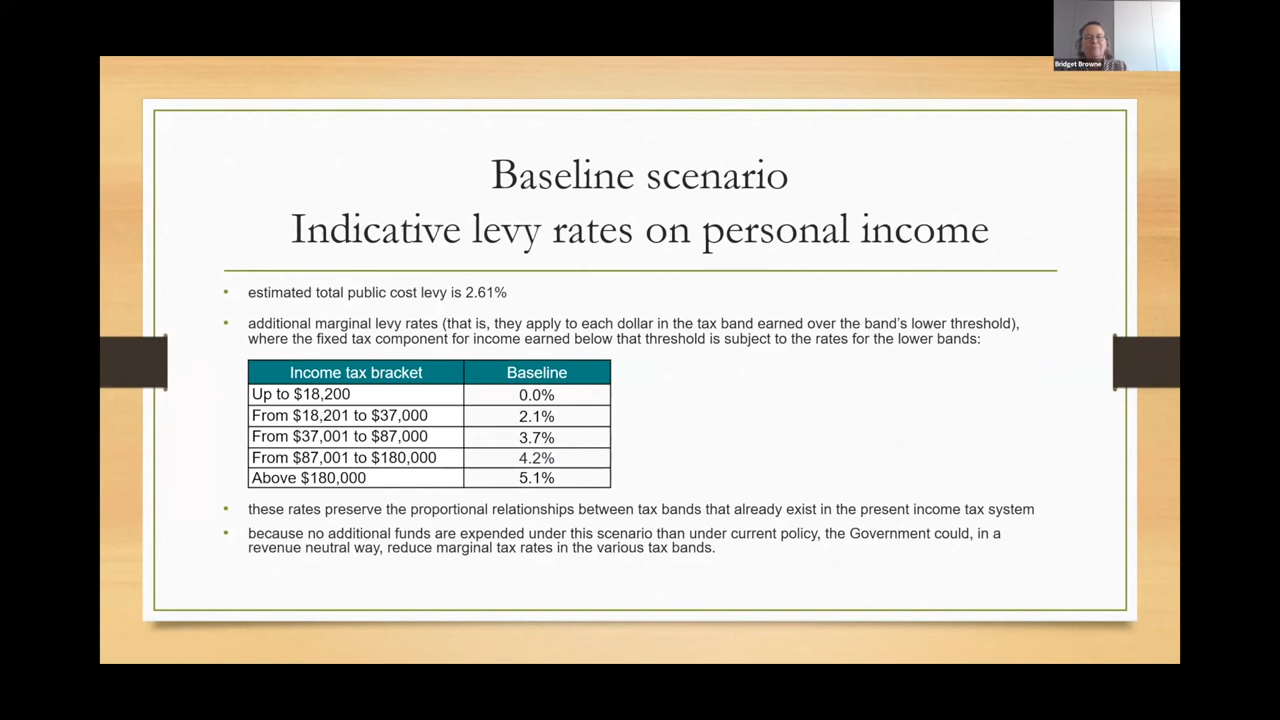 Bridget Browne
Baseline scenario
Indicative levy rates on personal income
• estimated total public cost levy is 2.61%
• additional marginal levy rates (that is, they apply to each dollar in the tax band earned over the band's lower threshold),
where the fixed tax component for income earned below that threshold is subject to the rates for the lower bands:
Income tax bracket Baseline
Up to $18,200 0.0%
From $18,201 to $37,000 2.1%
From $37,001 to $87,000 3.7%
From $87,001 to $180,000 4.2%
Above $180,000 5.1%
• these rates preserve the proportional relationships between tax bands that already exist in the present income tax system
• because no additional funds are expended under this scenario than under current policy, the Government could, in a
revenue neutral way, reduce marginal tax rates in the various tax bands.